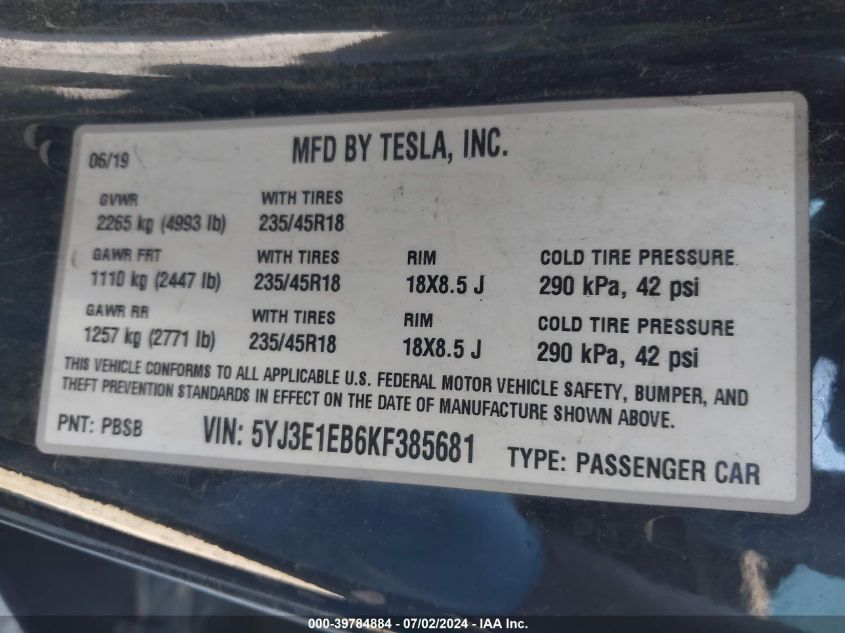 06/19 MFD BY TESLA, INC.
GVWR WITH TIRES
2265 kg (4993 lb) 235/45R18
GAWR FRT WITH TIRES RIM COLD TIRE PRESSURE
1110 kg (2447 lb) 235/45R18 18X8.5 J 290 kPa, 42 psi
GAWR RR WITH TIRES RIM COLD TIRE PRESSURE
1257 kg (2771 lb) 235/45R18 18X8.5 J 290 kPa, 42 psi
THIS VEHICLE CONFORMS TO ALL APPLICABLE U.S. FEDERAL MOTOR VEHICLE SAFETY, BUMPER, AND
THEFT PREVENTION STANDARDS IN EFFECT ON THE DATE OF MANUFACTURE SHOWN ABOVE.
PNT: PBSB VIN: 5YJ3E1EB6KF385681 TYPE: PASSENGER CAR
000-39784884 - 07/02/2024 - IAA Inc.